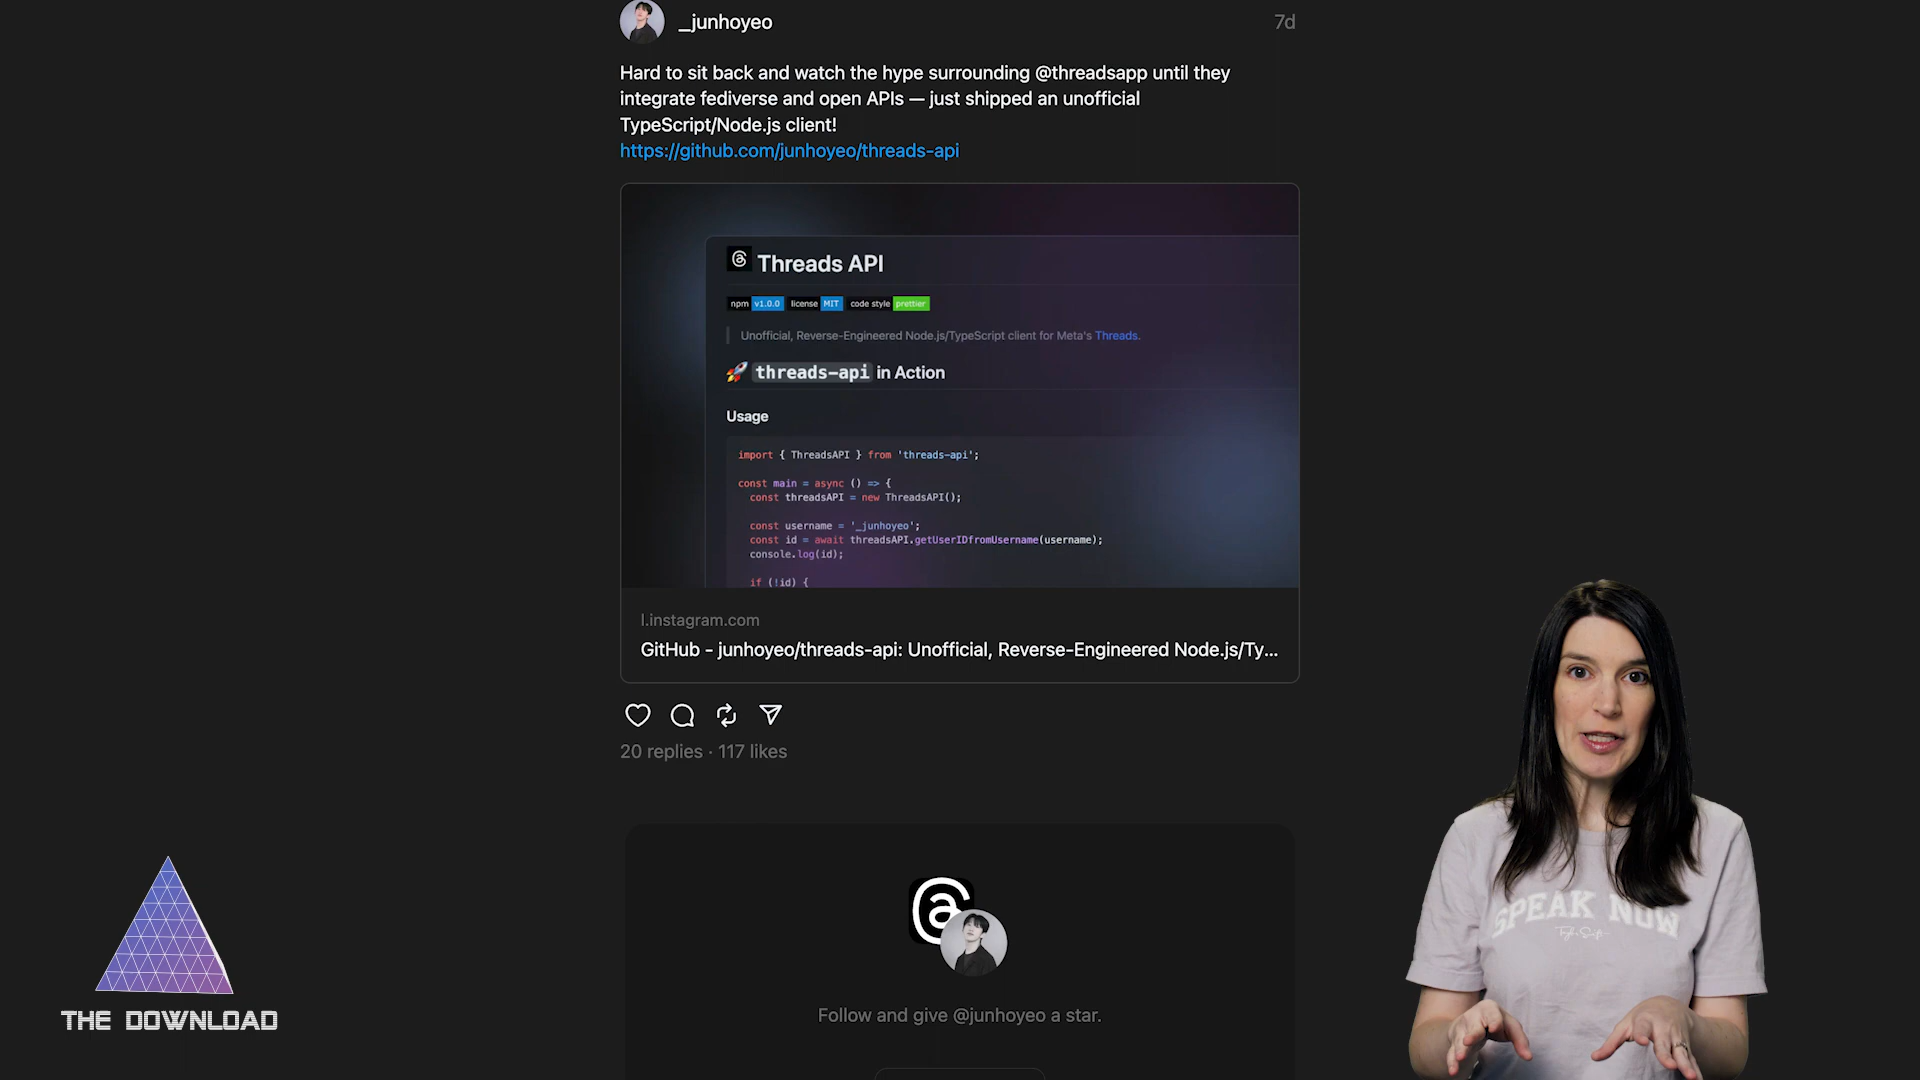 _junhoyeo
7d
Hard to sit back and watch the hype surrounding @threadsapp until they
integrate fediverse and open APIs — just shipped an unofficial
TypeScript/Node.js client!
https://github.com/junhoyeo/threads-api
Threads API
npm v1.0.0 license MIT code style prettier
Unofficial, Reverse-Engineered Node.js/TypeScript client for Meta's Threads.
🚀 threads-api in Action
Usage
import { ThreadsAPI } from 'threads-api';
const main = async () => {
const threadsAPI = new ThreadsAPI();
const username = '_junhoyeo';
const id = await threadsAPI.getUserIDfromUsername(username);
console.log(id);
if (!id) {
l.instagram.com
GitHub - junhoyeo/threads-api: Unofficial, Reverse-Engineered Node.js/Ty...
20 replies · 117 likes
Follow and give @junhoyeo a star.
SPEAK NOW
Taylor Swift
THE DOWNLOAD